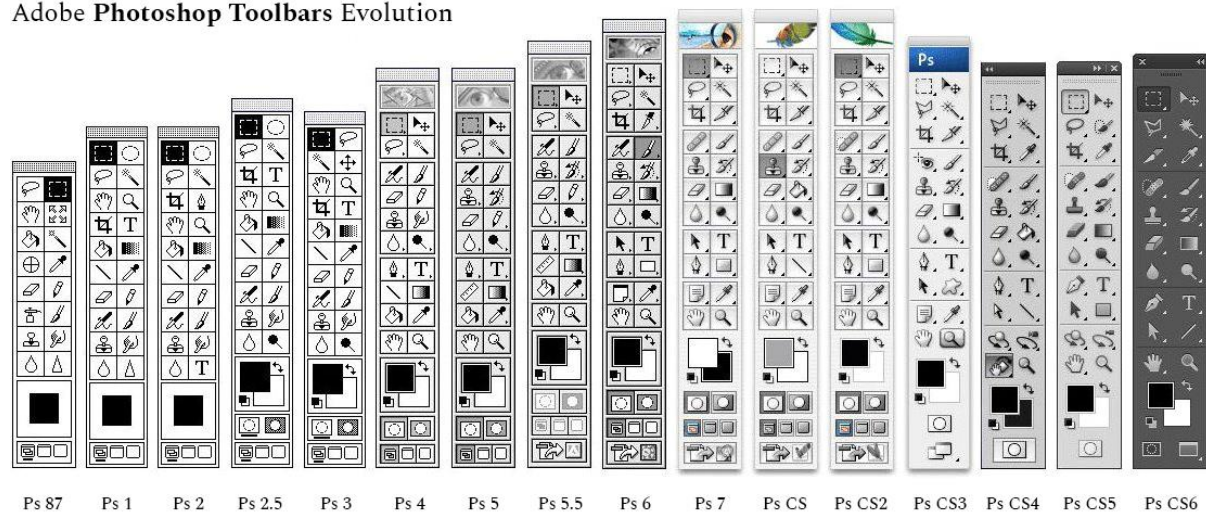 Adobe Photoshop Toolbars Evolution
Ps
Ps 87 Ps 1 Ps 2 Ps 2.5 Ps 3 Ps 4 Ps 5 Ps 5.5 Ps 6 Ps 7 Ps CS Ps CS2 Ps CS3 Ps CS4 Ps CS5 Ps CS6